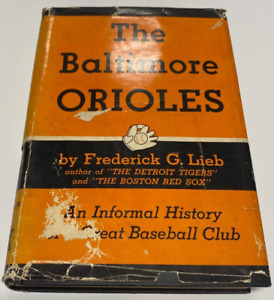 The
Baltimore
ORIOLES
by Frederick G. Lieb
author of "THE DETROIT TIGERS"
and "THE BOSTON RED SOX"
An Informal History
Great Baseball Club